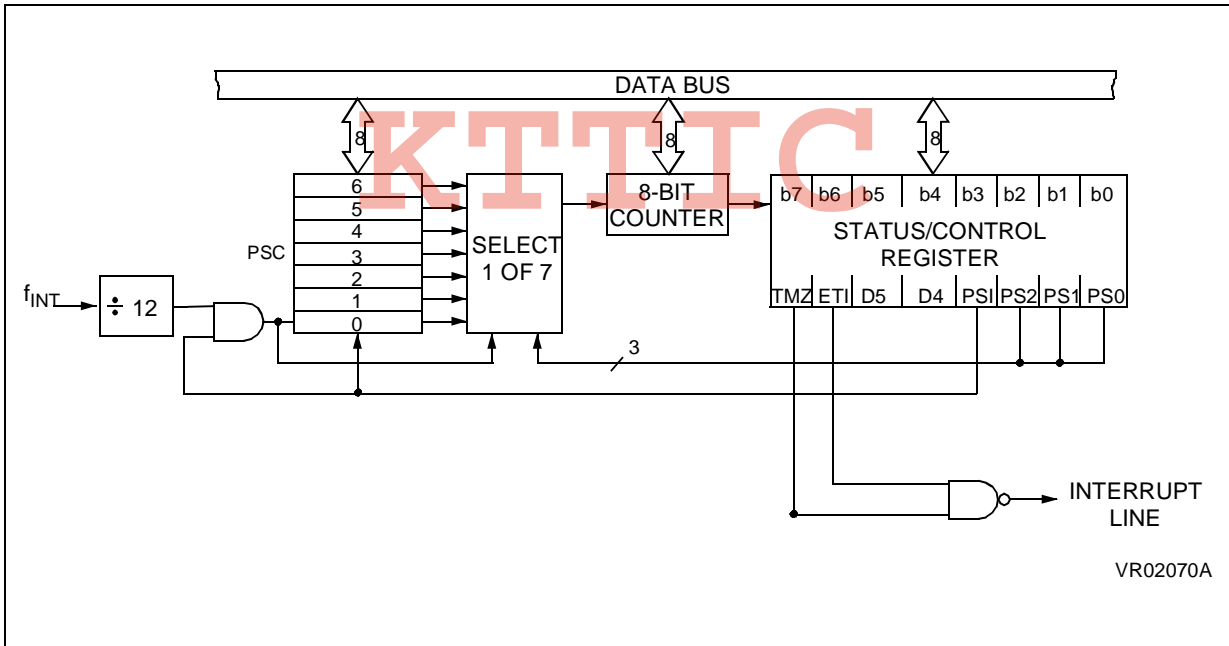 DATA BUS
KTTIC
8
8
8
6
5
4
3
2
1
0
PSC
SELECT
1 OF 7
8-BIT
COUNTER
b7 b6 b5 b4 b3 b2 b1 b0
STATUS/CONTROL
REGISTER
TMZ ETI D5 D4 PSI PS2 PS1 PS0
fINT
÷ 12
3
INTERRUPT
LINE
VR02070A